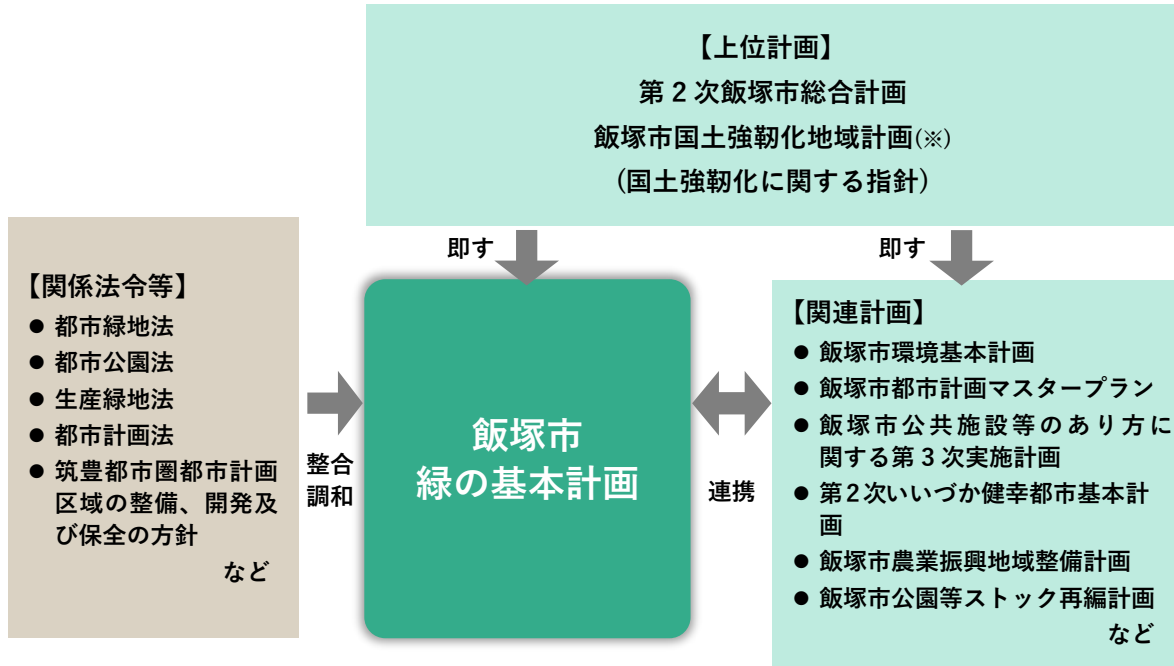 【上位計画】
第2次飯塚市総合計画
飯塚市国土強靭化地域計画(※)
(国土強靭化に関する指針)
即す
即す
【関係法令等】
● 都市緑地法
● 都市公園法
● 生産緑地法
● 都市計画法
● 筑豊都市圏都市計画
区域の整備、開発及
び保全の方針
など
整合
調和
飯塚市
緑の基本計画
連携
【関連計画】
● 飯塚市環境基本計画
● 飯塚市都市計画マスタープラン
● 飯塚市公共施設等のあり方に
関する第3次実施計画
● 第2次いいづか健幸都市基本計
画
● 飯塚市農業振興地域整備計画
● 飯塚市公園等ストック再編計画
など